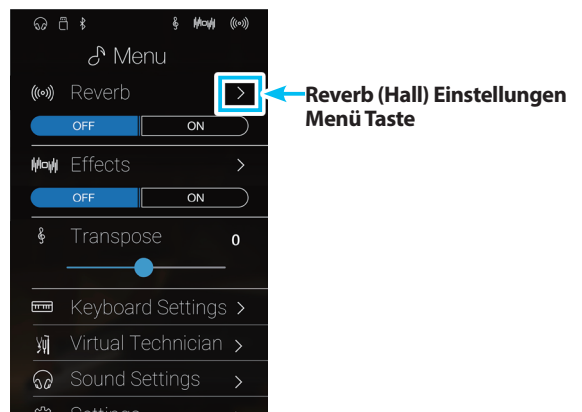 Menu
Reverb
Reverb (Hall) Einstellungen
Menü Taste
OFF ON
Effects
OFF ON
Transpose 0
Keyboard Settings
Virtual Technician
Sound Settings
Settings